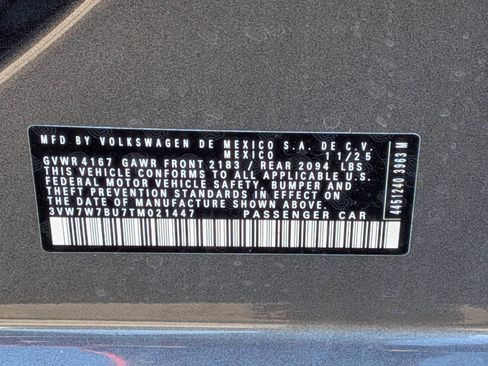 MFD BY VOLKSWAGEN DE MEXICO S.A. DE C.V.
MEXICO 11/25
GVWR 4167 GAWR FRONT 2183 / REAR 2094 LBS
THIS VEHICLE CONFORMS TO ALL APPLICABLE U.S.
FEDERAL MOTOR VEHICLE SAFETY, BUMPER AND
THEFT PREVENTION STANDARDS IN EFFECT ON
THE DATE OF MANUFACTURE SHOWN ABOVE.
3VW7W7BU7TM021447 PASSENGER CAR
4451240 3963 M